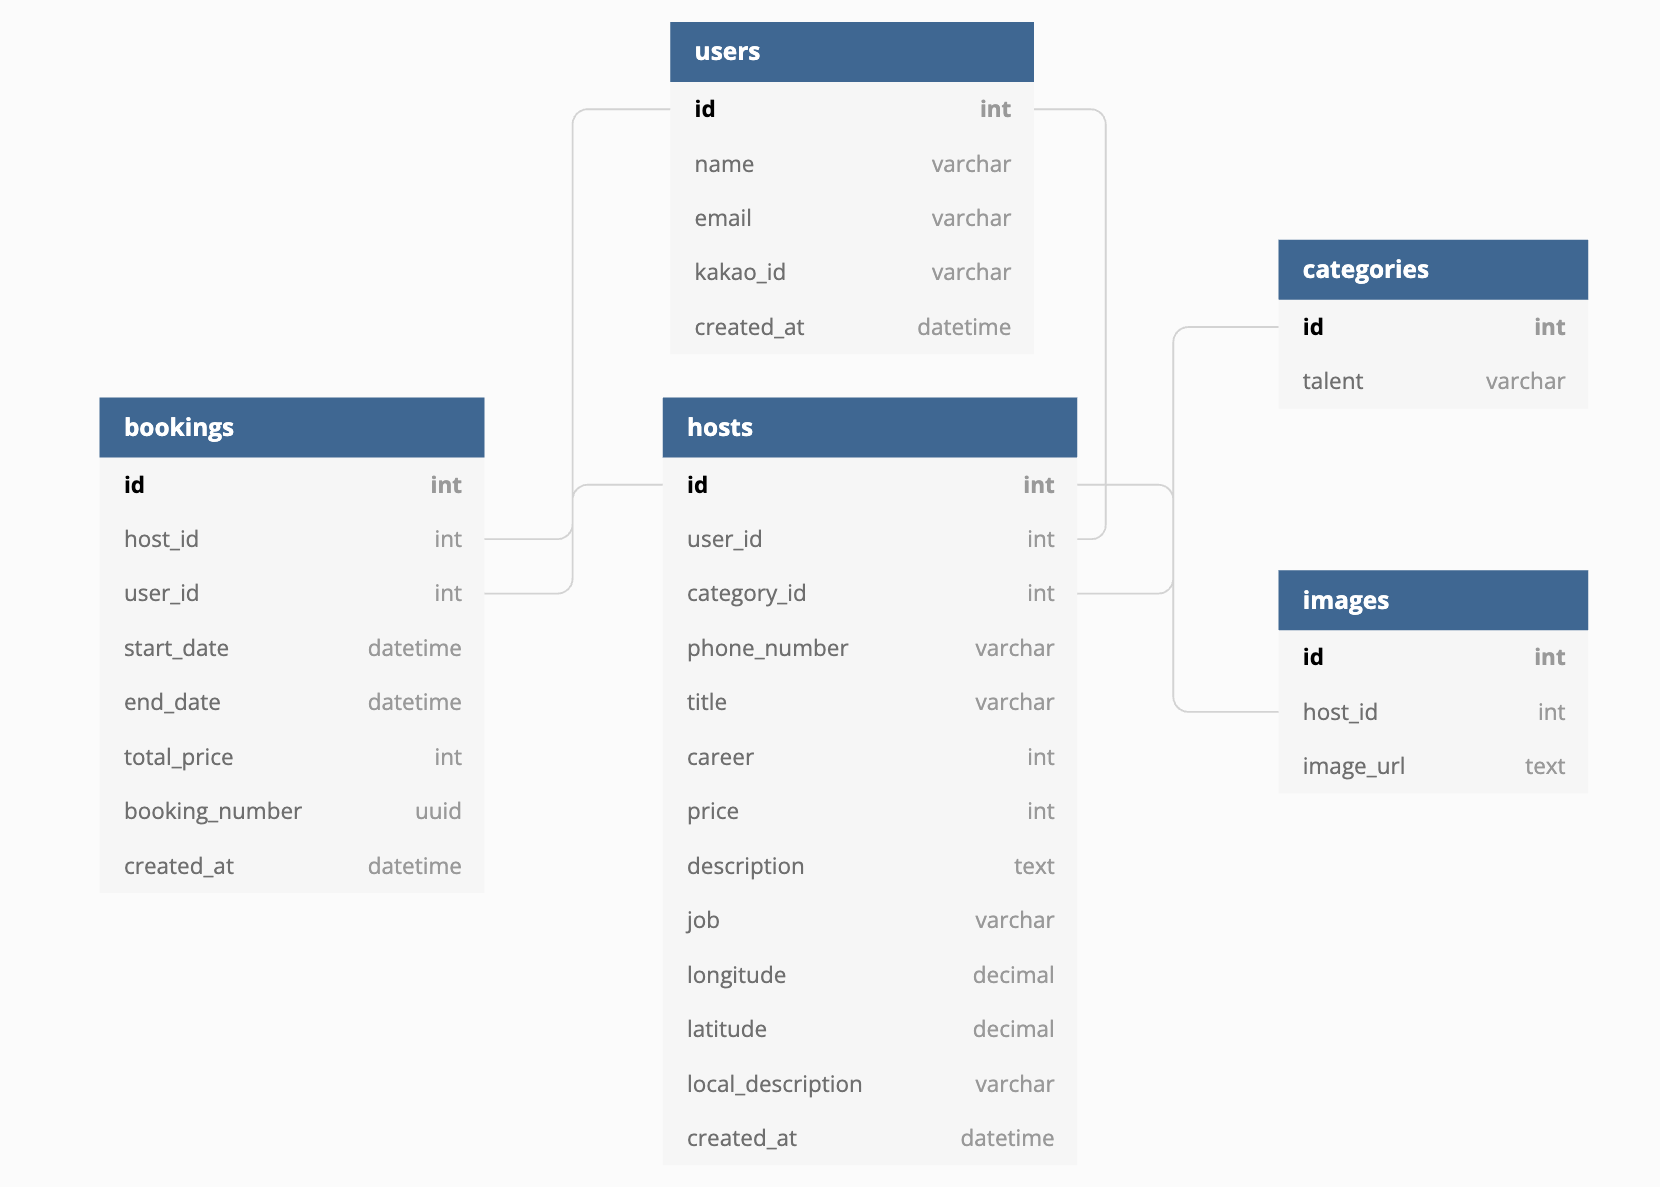 users
id int
name varchar
email varchar
kakao_id varchar
created_at datetime
categories
id int
talent varchar
bookings
id int
host_id int
user_id int
start_date datetime
end_date datetime
total_price int
booking_number uuid
created_at datetime
hosts
id int
user_id int
category_id int
phone_number varchar
title varchar
career int
price int
description text
job varchar
longitude decimal
latitude decimal
local_description varchar
created_at datetime
images
id int
host_id int
image_url text